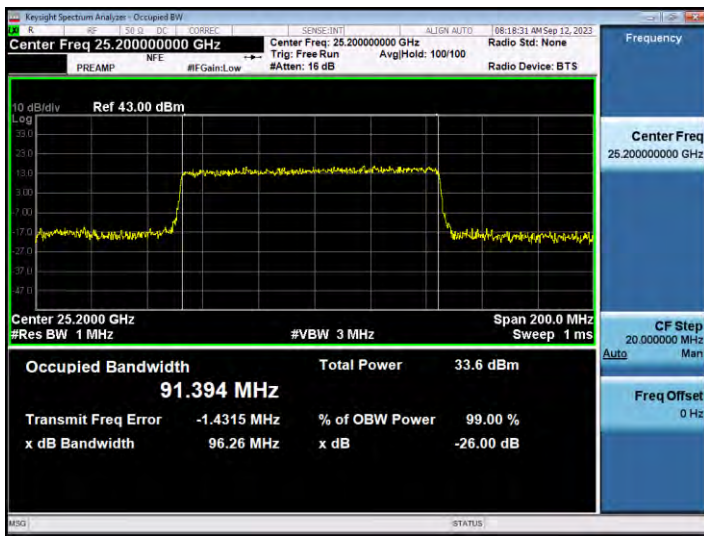 Keysight Spectrum Analyzer - Occupied BW
R RF 50 Ω DC CORREC SENSE:INT ALIGN AUTO 08:18:31 AM Sep 12, 2023
Center Freq 25.200000000 GHz
NFE
PREAMP #IFGain:Low
Center Freq: 25.200000000 GHz
Trig: Free Run Avg|Hold: 100/100
#Atten: 16 dB
Radio Std: None
Radio Device: BTS
10 dB/div Ref 43.00 dBm
Log
33.0
23.0
13.0
3.00
-7.00
-17.0
-27.0
-37.0
-47.0
Center 25.2000 GHz Span 200.0 MHz
#Res BW 1 MHz #VBW 3 MHz Sweep 1 ms
Occupied Bandwidth Total Power 33.6 dBm
91.394 MHz
Transmit Freq Error -1.4315 MHz % of OBW Power 99.00 %
x dB Bandwidth 96.26 MHz x dB -26.00 dB
MSG STATUS
Frequency
Center Freq
25.200000000 GHz
CF Step
20.000000 MHz
Auto Man
Freq Offset
0 Hz